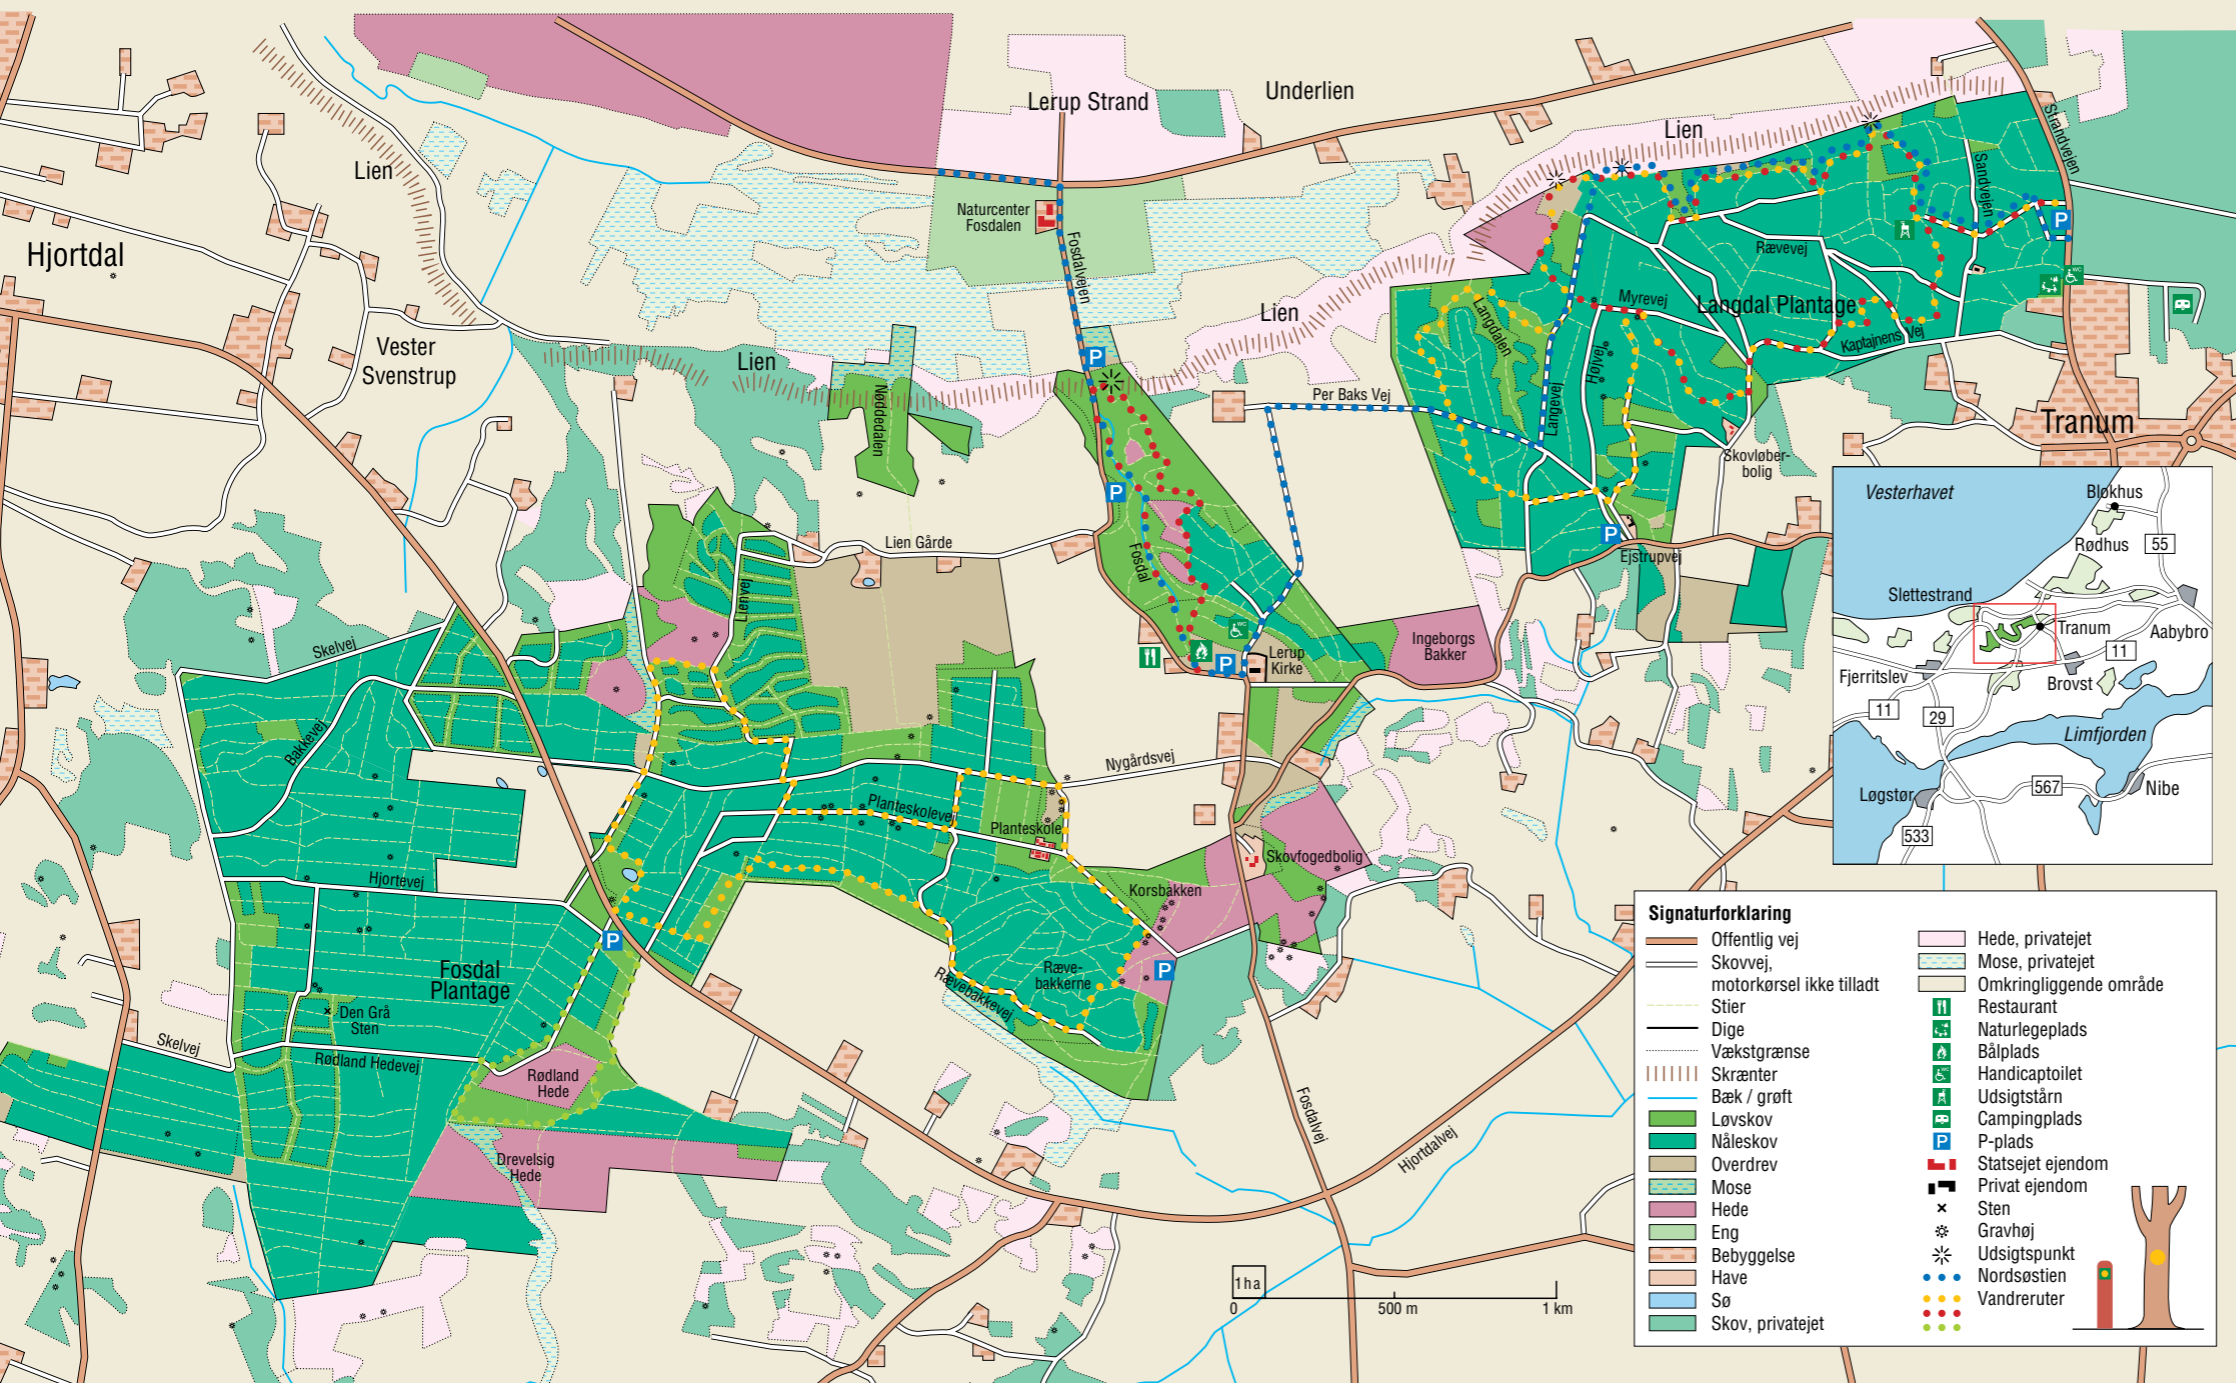 Lerup Strand
Underlien
Lien
Lien
Strandvejen
Sandvejen
Naturcenter
Fosdalen
Fosdalvejen
Hjortdal
P
Rævevej
WC
Myrevej
Langdal Plantage
Lien
Langdalen
Kaptajnens Vej
Højvej
Vester
Svenstrup
Lien
P
Nøddedalen
Per Baks Vej
Langevej
Tranum
Skovløber-
bolig
P
Lien Gårde
Fosdal
P
Ejstrupvej
Lienvej
WC
Skelvej
P
Lerup
Kirke
Ingeborgs
Bakker
Bakkevej
Nygårdsvej
Planteskolevej
Planteskole
Skovfogedbolig
Hjortevej
Korsbakken
P
Fosdal
Plantage
Ræve-
bakkerne
P
Rævebakkevej
Den Grå
Sten
Skelvej
Rødland Hedevej
Rødland
Hede
Fosdalvej
Hjortdalvej
Drevelsig
Hede
1 ha
0
500 m
1 km
Vesterhavet
Blokhus
Rødhus
55
Slettestrand
Tranum
Aabybro
11
Fjerritslev
Brovst
11
29
Limfjorden
Løgstør
567
Nibe
533
Signaturforklaring
Offentlig vej
Skovvej,
motorkørsel ikke tilladt
Stier
Dige
Vækstgrænse
Skrænter
Bæk / grøft
Løvskov
Nåleskov
Overdrev
Mose
Hede
Eng
Bebyggelse
Have
Sø
Skov, privatejet
Hede, privatejet
Mose, privatejet
Omkringliggende område
Restaurant
Naturlegeplads
Bålplads
WC
Handicaptoilet
Udsigtstårn
Campingplads
P
P-plads
Statsejet ejendom
Privat ejendom
Sten
Gravhøj
Udsigtspunkt
Nordsøstien
Vandreruter